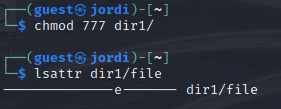 ┌──(guest㉿jordi)-[~]
└─$ chmod 777 dir1/
┌──(guest㉿jordi)-[~]
└─$ lsattr dir1/file
--------------e------- dir1/file